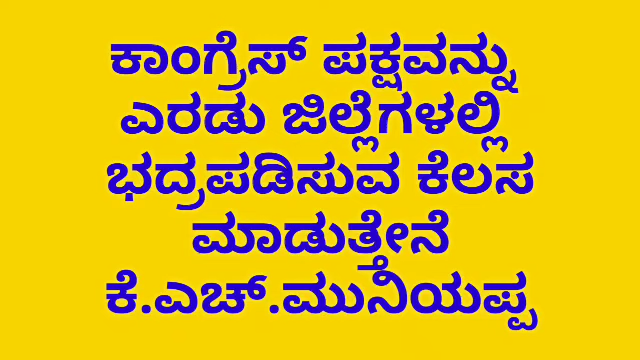 ಕಾಂಗ್ರೆಸ್ ಪಕ್ಷವನ್ನು
ಎರಡು ಜಿಲ್ಲೆಗಳಲ್ಲಿ
ಭದ್ರಪಡಿಸುವ ಕೆಲಸ
ಮಾಡುತ್ತೇನೆ
ಕೆ.ಎಚ್.ಮುನಿಯಪ್ಪ